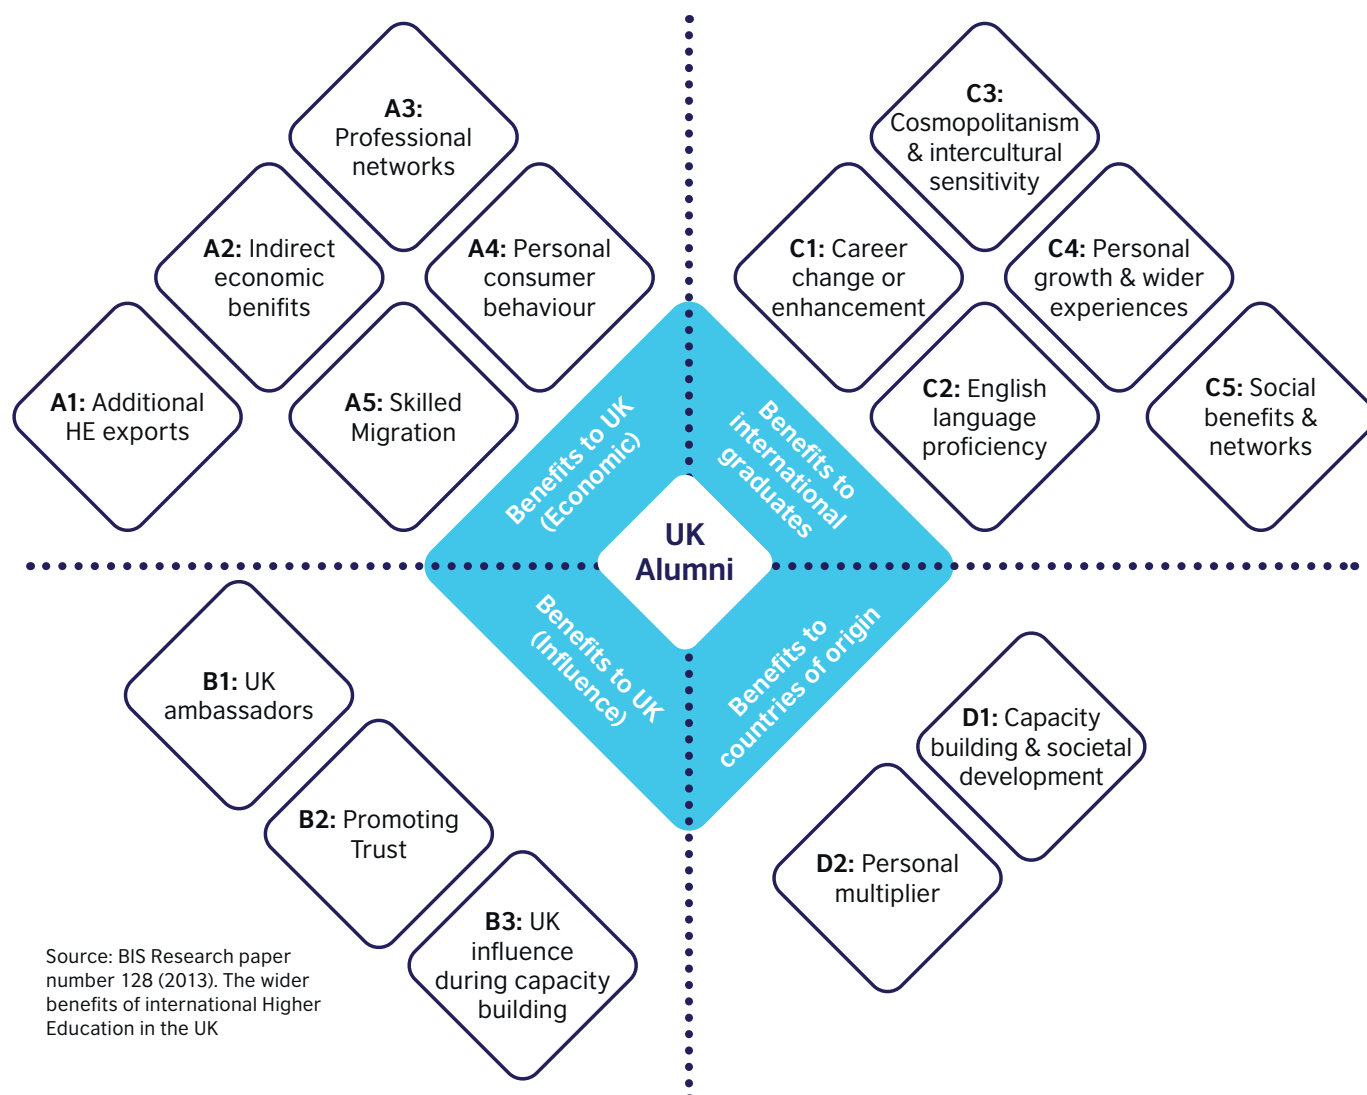 A3:
Professional
networks
A2: Indirect
economic
benifits
A4: Personal
consumer
behaviour
A1: Additional
HE exports
A5: Skilled
Migration
C3:
Cosmopolitanism
& intercultural
sensitivity
C1: Career
change or
enhancement
C4: Personal
growth & wider
experiences
C2: English
language
proficiency
C5: Social
benefits &
networks
Benefits to UK
(Economic)
Benefits to
international
graduates
UK
Alumni
Benefits to UK
(Influence)
Benefits to
countries of origin
B1: UK
ambassadors
B2: Promoting
Trust
B3: UK
influence
during capacity
building
D1: Capacity
building & societal
development
D2: Personal
multiplier
Source: BIS Research paper
number 128 (2013). The wider
benefits of international Higher
Education in the UK